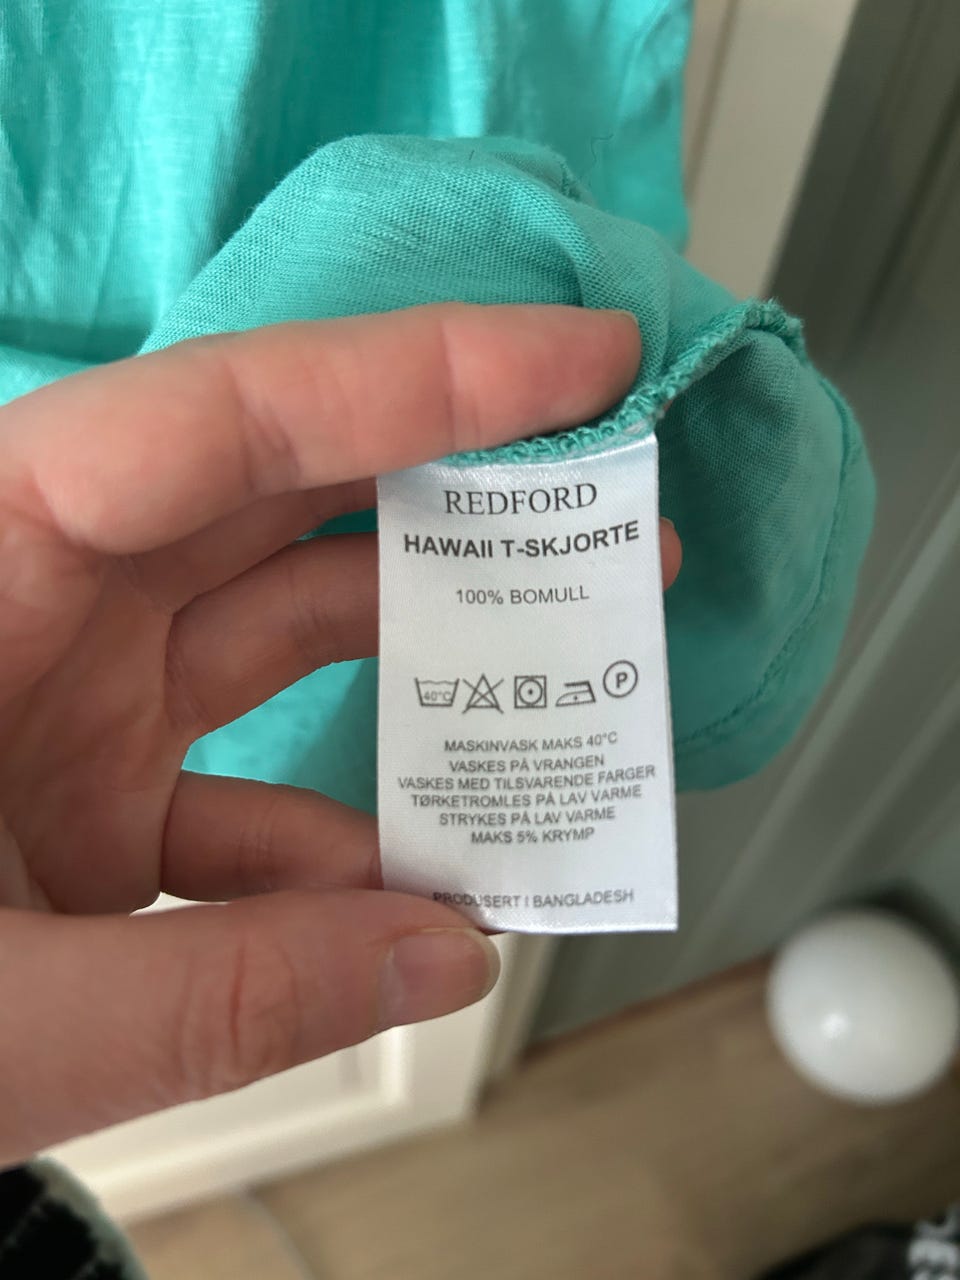 REDFORD
HAWAII T-SKJORTE
100% BOMULL
40°C
P
MASKINVASK MAKS 40°C
VASKES PÅ VRANGEN
VASKES MED TILSVARENDE FARGER
TØRKETROMLES PÅ LAV VARME
STRYKES PÅ LAV VARME
MAKS 5% KRYMP
PRODUSERT I BANGLADESH